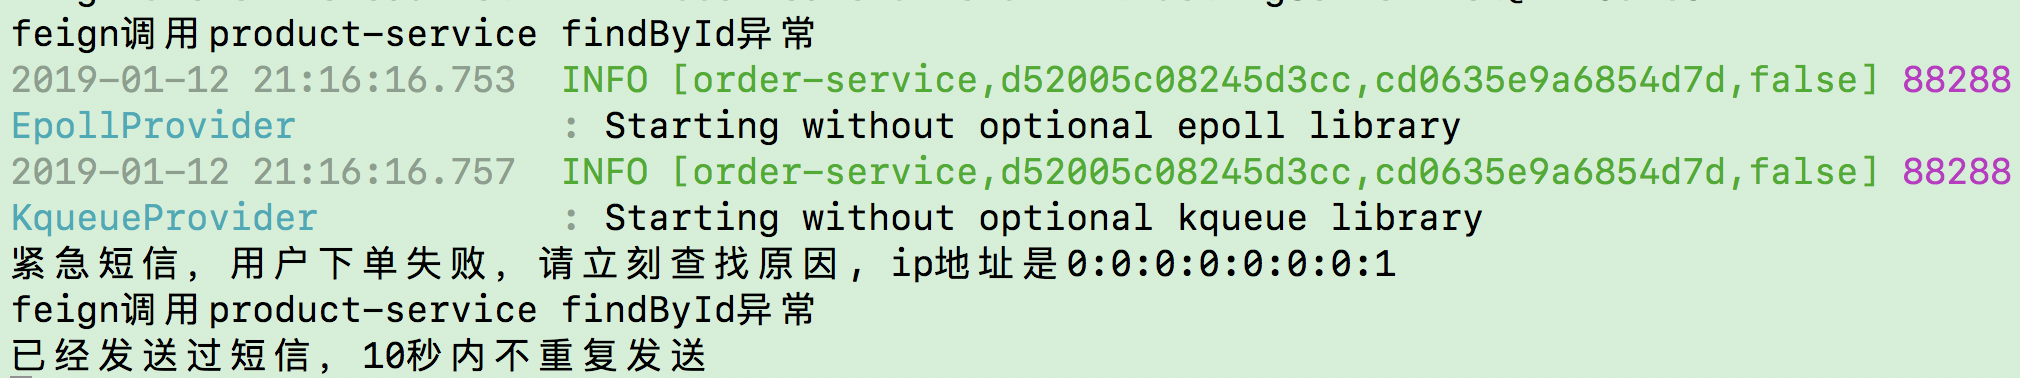 feign调用product-service findById异常
2019-01-12 21:16:16.753  INFO [order-service,d52005c08245d3cc,cd0635e9a6854d7d,false] 88288
EpollProvider            : Starting without optional epoll library
2019-01-12 21:16:16.757  INFO [order-service,d52005c08245d3cc,cd0635e9a6854d7d,false] 88288
KqueueProvider           : Starting without optional kqueue library
紧急短信，用户下单失败，请立刻查找原因，ip地址是0:0:0:0:0:0:0:1
feign调用product-service findById异常
已经发送过短信，10秒内不重复发送